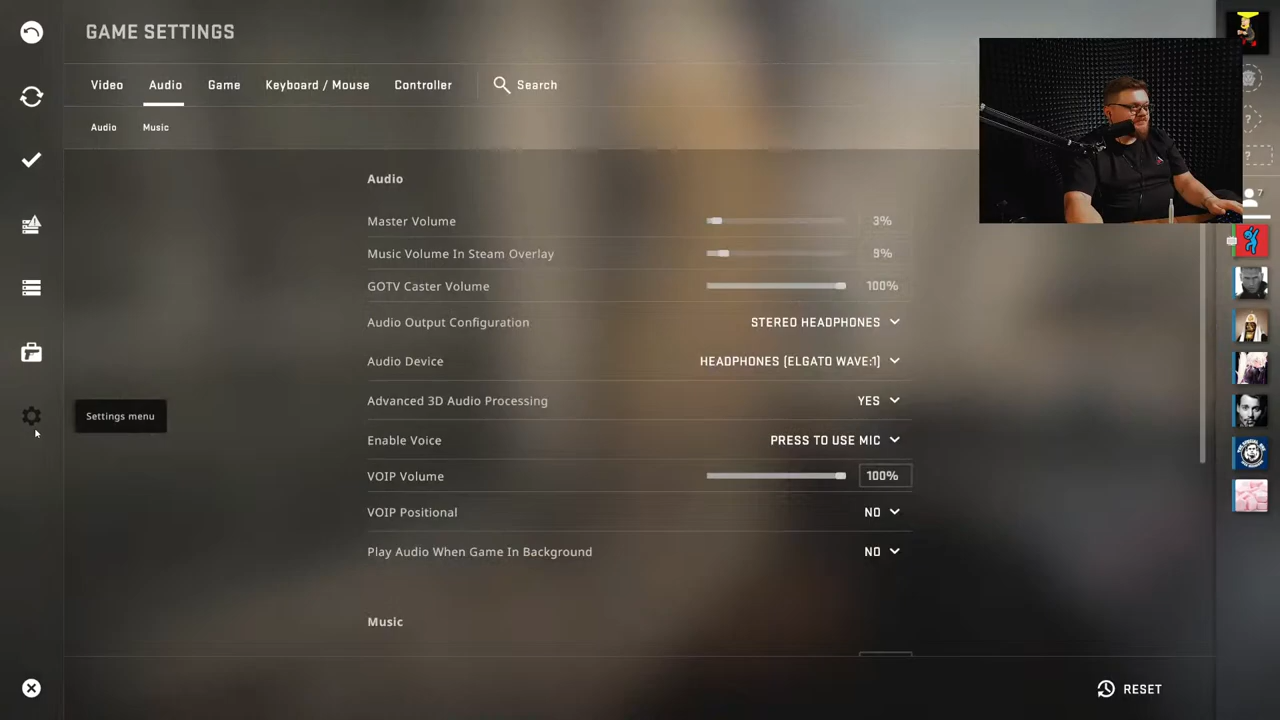 GAME SETTINGS
Video Audio Game Keyboard / Mouse Controller Search
Audio Music
Audio
Master Volume 3%
Music Volume In Steam Overlay 9%
GOTV Caster Volume 100%
Audio Output Configuration STEREO HEADPHONES
Audio Device HEADPHONES (ELGATO WAVE:1)
Advanced 3D Audio Processing YES
Settings menu
Enable Voice PRESS TO USE MIC
VOIP Volume 100%
VOIP Positional NO
Play Audio When Game In Background NO
Music
RESET
? 
?
7